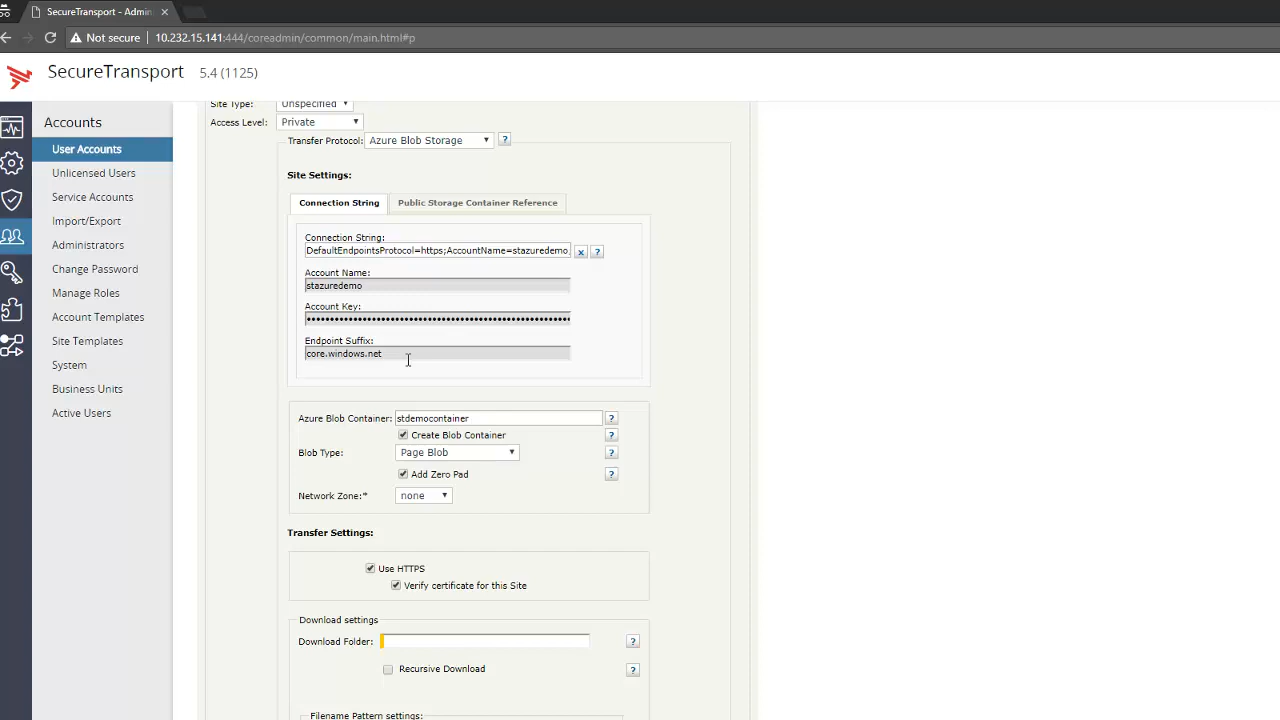 SecureTransport - Admin
Not secure
10.232.15.141:444/coreadmin/common/main.html#p
SecureTransport
5.4 (1125)
Accounts
User Accounts
Unlicensed Users
Service Accounts
Import/Export
Administrators
Change Password
Manage Roles
Account Templates
Site Templates
System
Business Units
Active Users
Site Type: Unspecified
Access Level: Private
Transfer Protocol: Azure Blob Storage ?
Site Settings:
Connection String
Public Storage Container Reference
Connection String:
DefaultEndpointsProtocol=https;AccountName=stazuredemo x ?
Account Name:
stazuredemo
Account Key:
Endpoint Suffix:
core.windows.net
Azure Blob Container: stdemocontainer ?
Create Blob Container ?
Blob Type: Page Blob ?
Add Zero Pad ?
Network Zone:* none
Transfer Settings:
Use HTTPS
Verify certificate for this Site
Download settings
Download Folder: ?
Recursive Download ?
Filename Pattern settings: